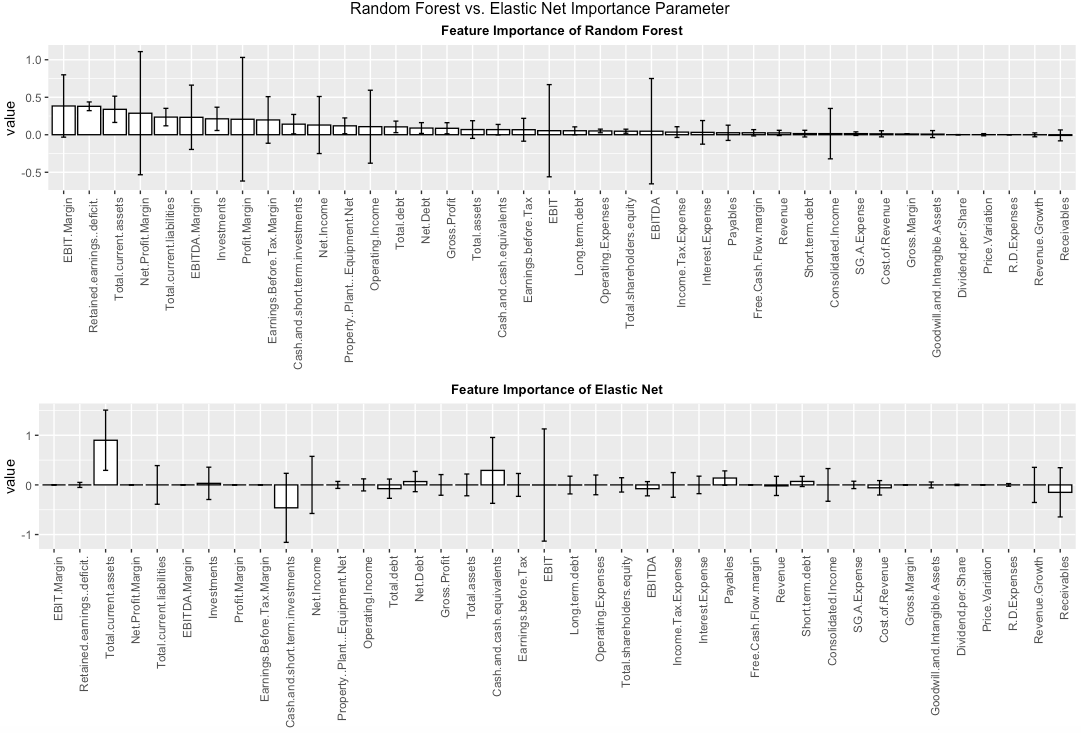 Random Forest vs. Elastic Net Importance Parameter
Feature Importance of Random Forest
value
1.0
0.5
0.0
-0.5
EBIT.Margin
Retained.earnings..deficit.
Total.current.assets
Net.Profit.Margin
Total.current.liabilities
EBITDA.Margin
Investments
Profit.Margin
Earnings.Before.Tax.Margin
Cash.and.short.term.investments
Net.Income
Property..Plant...Equipment.Net
Operating.Income
Total.debt
Net.Debt
Gross.Profit
Total.assets
Cash.and.cash.equivalents
Earnings.before.Tax
EBIT
Long.term.debt
Operating.Expenses
Total.shareholders.equity
EBITDA
Income.Tax.Expense
Interest.Expense
Payables
Free.Cash.Flow.margin
Revenue
Short.term.debt
Consolidated.Income
SG.A.Expense
Cost.of.Revenue
Gross.Margin
Goodwill.and.Intangible.Assets
Dividend.per.Share
Price.Variation
R.D.Expenses
Revenue.Growth
Receivables
Feature Importance of Elastic Net
value
1
0
-1
EBIT.Margin
Retained.earnings..deficit.
Total.current.assets
Net.Profit.Margin
Total.current.liabilities
EBITDA.Margin
Investments
Profit.Margin
Earnings.Before.Tax.Margin
Cash.and.short.term.investments
Net.Income
Property..Plant...Equipment.Net
Operating.Income
Total.debt
Net.Debt
Gross.Profit
Total.assets
Cash.and.cash.equivalents
Earnings.before.Tax
EBIT
Long.term.debt
Operating.Expenses
Total.shareholders.equity
EBITDA
Income.Tax.Expense
Interest.Expense
Payables
Free.Cash.Flow.margin
Revenue
Short.term.debt
Consolidated.Income
SG.A.Expense
Cost.of.Revenue
Gross.Margin
Goodwill.and.Intangible.Assets
Dividend.per.Share
Price.Variation
R.D.Expenses
Revenue.Growth
Receivables